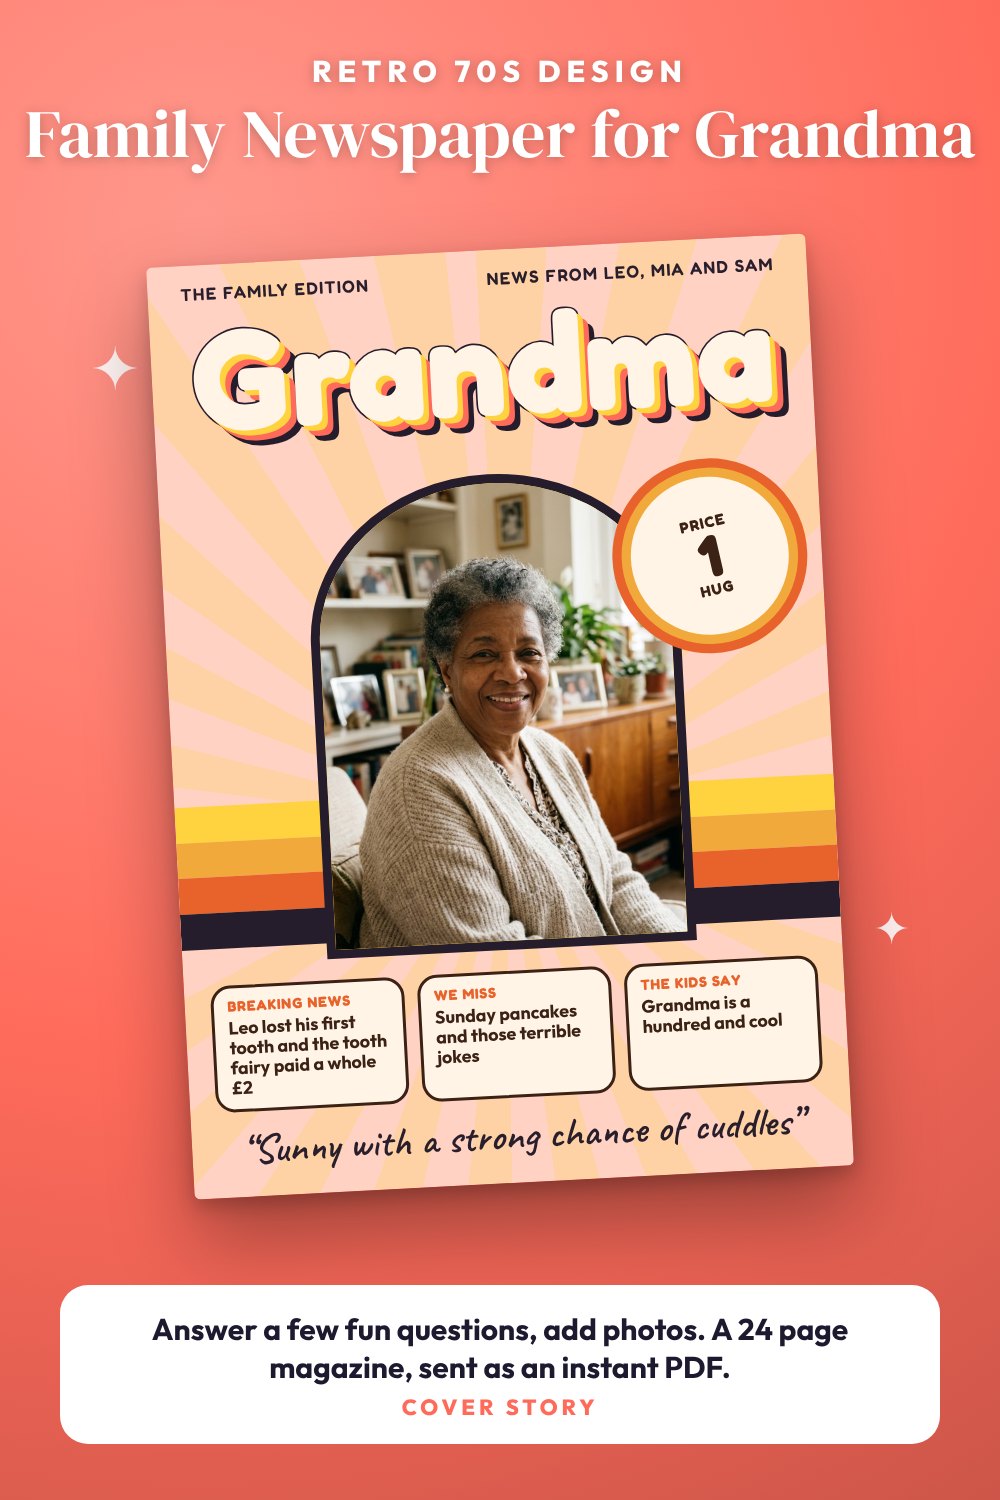 RETRO 70S DESIGN
Family Newspaper for Grandma
THE FAMILY EDITION
NEWS FROM LEO, MIA AND SAM
Grandma
PRICE
1
HUG
BREAKING NEWS
Leo lost his first
tooth and the tooth
fairy paid a whole
£2
WE MISS
Sunday pancakes
and those terrible
jokes
THE KIDS SAY
Grandma is a
hundred and cool
“Sunny with a strong chance of cuddles”
Answer a few fun questions, add photos. A 24 page
magazine, sent as an instant PDF.
COVER STORY